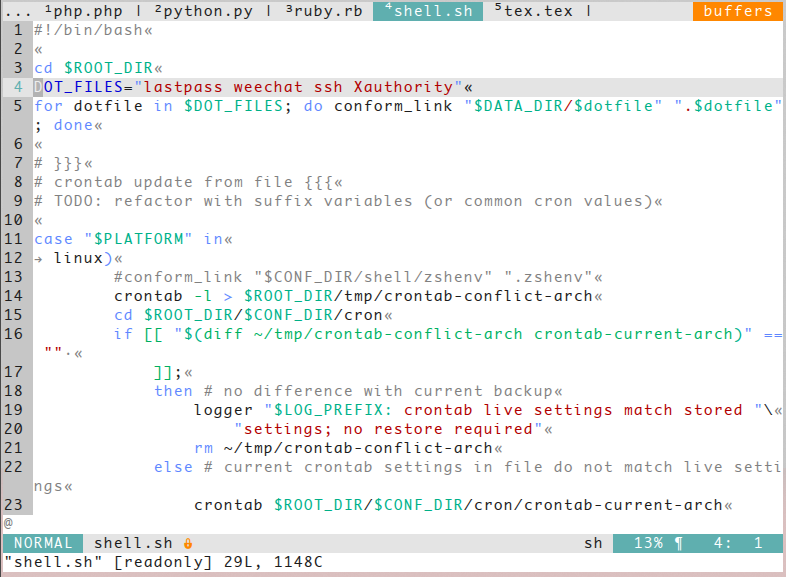 ... ¹php.php | ²python.py | ³ruby.rb ⁴shell.sh ⁵tex.tex | buffers
1 #!/bin/bash«
2 «
3 cd $ROOT_DIR«
4 DOT_FILES="lastpass weechat ssh Xauthority"«
5 for dotfile in $DOT_FILES; do conform_link "$DATA_DIR/$dotfile" ".$dotfile"
; done«
6 «
7 # }}}«
8 # crontab update from file {{{«
9 # TODO: refactor with suffix variables (or common cron values)«
10 «
11 case "$PLATFORM" in«
12 → linux)«
13 #conform_link "$CONF_DIR/shell/zshenv" ".zshenv"«
14 crontab -l > $ROOT_DIR/tmp/crontab-conflict-arch«
15 cd $ROOT_DIR/$CONF_DIR/cron«
16 if [[ "$(diff ~/tmp/crontab-conflict-arch crontab-current-arch)" ==
""·«
17 ]];«
18 then # no difference with current backup«
19 logger "$LOG_PREFIX: crontab live settings match stored "\«
20 "settings; no restore required"«
21 rm ~/tmp/crontab-conflict-arch«
22 else # current crontab settings in file do not match live setti
ngs«
23 crontab $ROOT_DIR/$CONF_DIR/cron/crontab-current-arch«
@
NORMAL shell.sh sh 13% ¶ 4: 1
"shell.sh" [readonly] 29L, 1148C